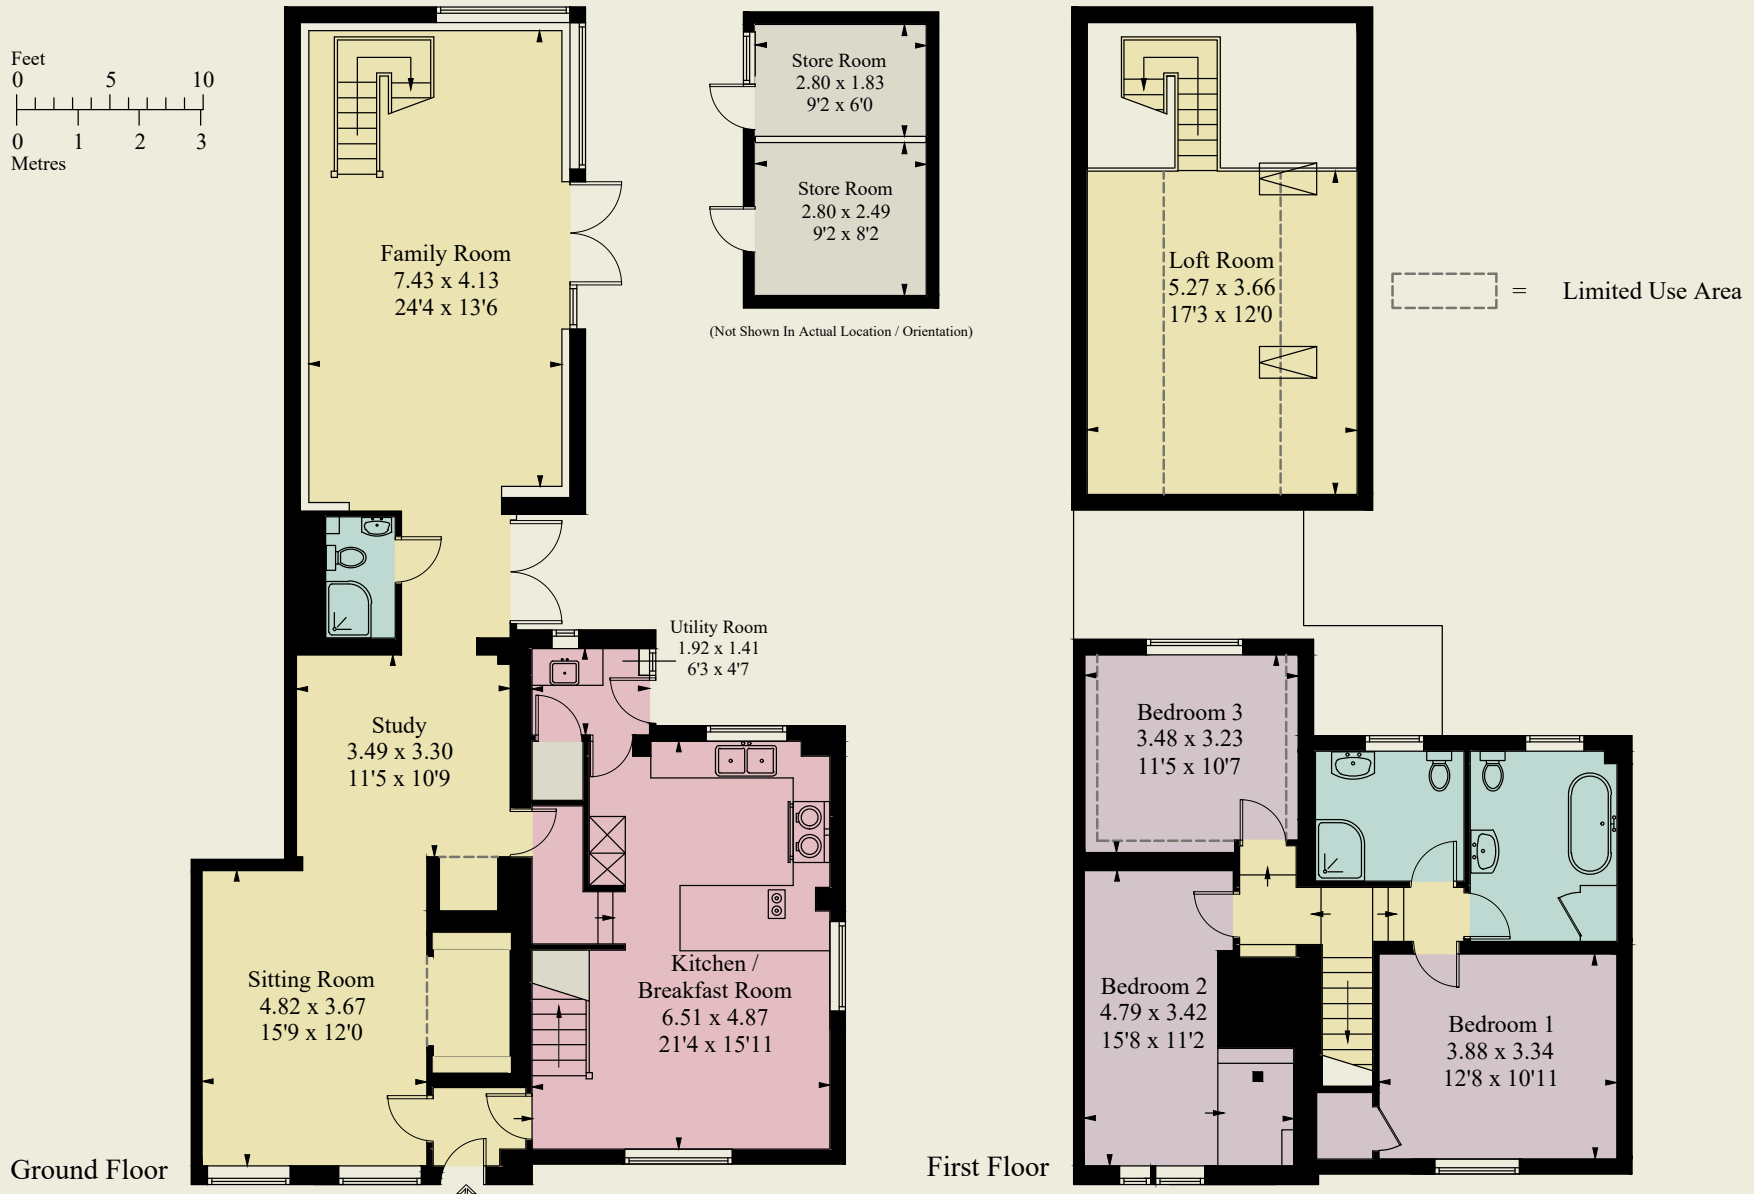 Feet
0 5 10
0 1 2 3
Metres
Family Room
7.43 x 4.13
24'4 x 13'6
Store Room
2.80 x 1.83
9'2 x 6'0
Store Room
2.80 x 2.49
9'2 x 8'2
(Not Shown In Actual Location / Orientation)
Loft Room
5.27 x 3.66
17'3 x 12'0
= Limited Use Area
Utility Room
1.92 x 1.41
6'3 x 4'7
Study
3.49 x 3.30
11'5 x 10'9
Sitting Room
4.82 x 3.67
15'9 x 12'0
Kitchen /
Breakfast Room
6.51 x 4.87
21'4 x 15'11
Ground Floor
Bedroom 3
3.48 x 3.23
11'5 x 10'7
Bedroom 2
4.79 x 3.42
15'8 x 11'2
Bedroom 1
3.88 x 3.34
12'8 x 10'11
First Floor